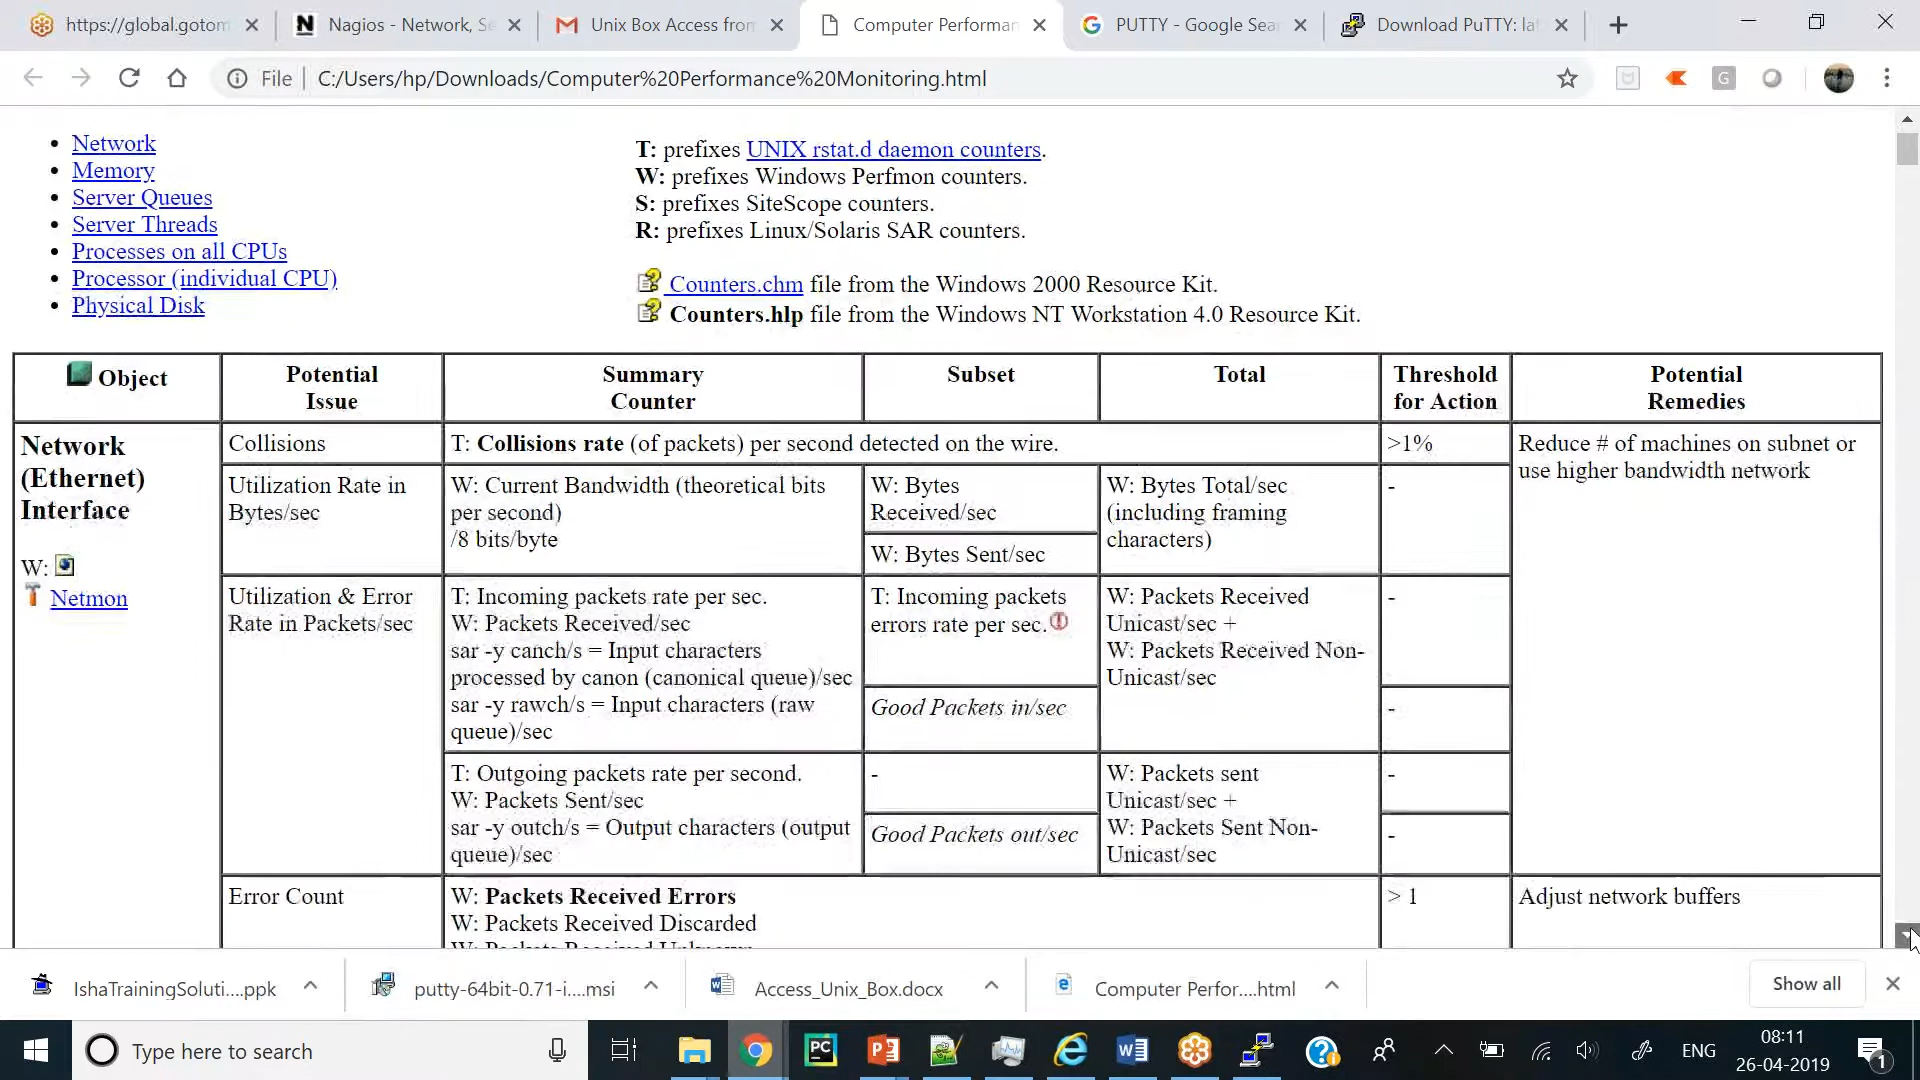 https://global.gotom
Nagios - Network, Se
Unix Box Access from
Computer Performan
PUTTY - Google Sea
Download PuTTY: lat
File
C:/Users/hp/Downloads/Computer%20Performance%20Monitoring.html
G
Network
Memory
Server Queues
Server Threads
Processes on all CPUs
Processor (individual CPU)
Physical Disk
T: prefixes UNIX rstat.d daemon counters.
W: prefixes Windows Perfmon counters.
S: prefixes SiteScope counters.
R: prefixes Linux/Solaris SAR counters.
Counters.chm file from the Windows 2000 Resource Kit.
Counters.hlp file from the Windows NT Workstation 4.0 Resource Kit.
Object
Potential
Issue
Summary
Counter
Subset
Total
Threshold
for Action
Potential
Remedies
Network
(Ethernet)
Interface
W:
Netmon
Collisions
T: Collisions rate (of packets) per second detected on the wire.
>1%
Reduce # of machines on subnet or
use higher bandwidth network
Utilization Rate in
Bytes/sec
W: Current Bandwidth (theoretical bits
per second)
/8 bits/byte
W: Bytes
Received/sec
W: Bytes Sent/sec
W: Bytes Total/sec
(including framing
characters)
-
Utilization & Error
Rate in Packets/sec
T: Incoming packets rate per sec.
W: Packets Received/sec
sar -y canch/s = Input characters
processed by canon (canonical queue)/sec
sar -y rawch/s = Input characters (raw
queue)/sec
T: Incoming packets
errors rate per sec.
Good Packets in/sec
W: Packets Received
Unicast/sec +
W: Packets Received Non-
Unicast/sec
-
-
T: Outgoing packets rate per second.
W: Packets Sent/sec
sar -y outch/s = Output characters (output
queue)/sec
-
Good Packets out/sec
W: Packets sent
Unicast/sec +
W: Packets Sent Non-
Unicast/sec
-
-
Error Count
W: Packets Received Errors
W: Packets Received Discarded
W: Packets Received Unknown
> 1
Adjust network buffers
IshaTrainingSoluti....ppk
putty-64bit-0.71-i....msi
Access_Unix_Box.docx
Computer Perfor....html
Show all
Type here to search
ENG
08:11
26-04-2019
1